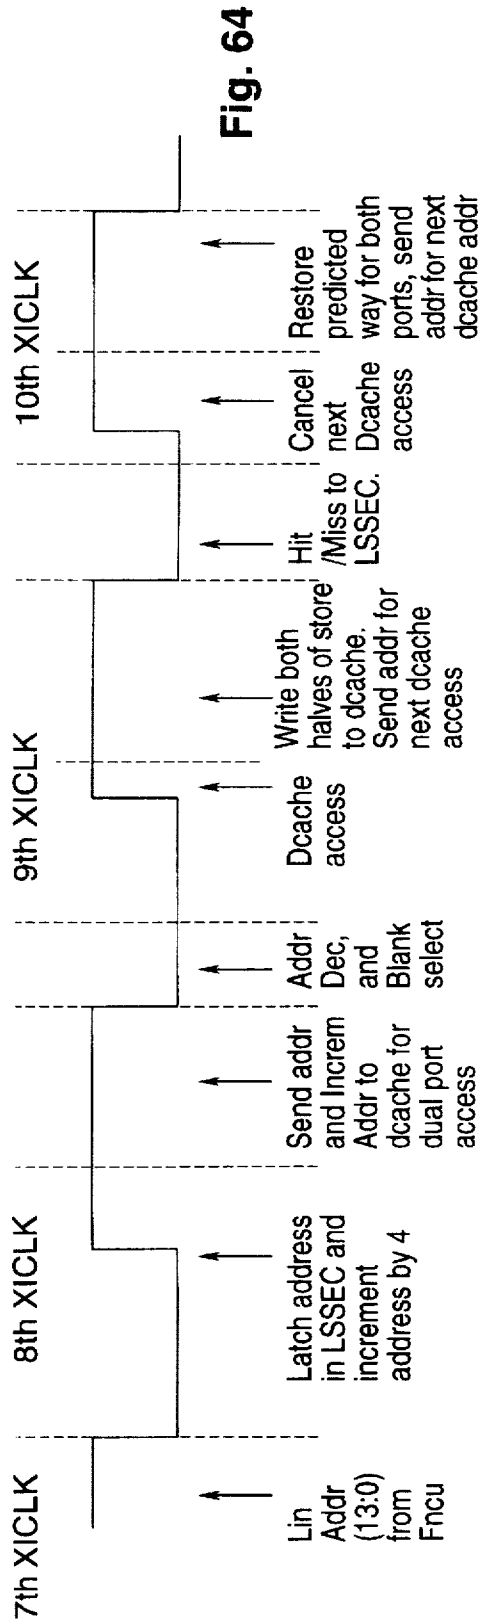 7th XICLK
8th XICLK
9th XICLK
10th XICLK
Lin
Addr
(13:0)
from
Fncu
Latch address
in LSSEC and
increment
address by 4
Send addr
and Increm
Addr to
dcache for
dual port
access
Addr
Dec,
and
Blank
select
Dcache
access
Write both
halves of store
to dcache.
Send addr for
next dcache
access
Hit
/Miss to
LSSEC.
Cancel
next
Dcache
access
Restore
predicted
way for both
ports, send
addr for next
dcache addr
Fig. 64